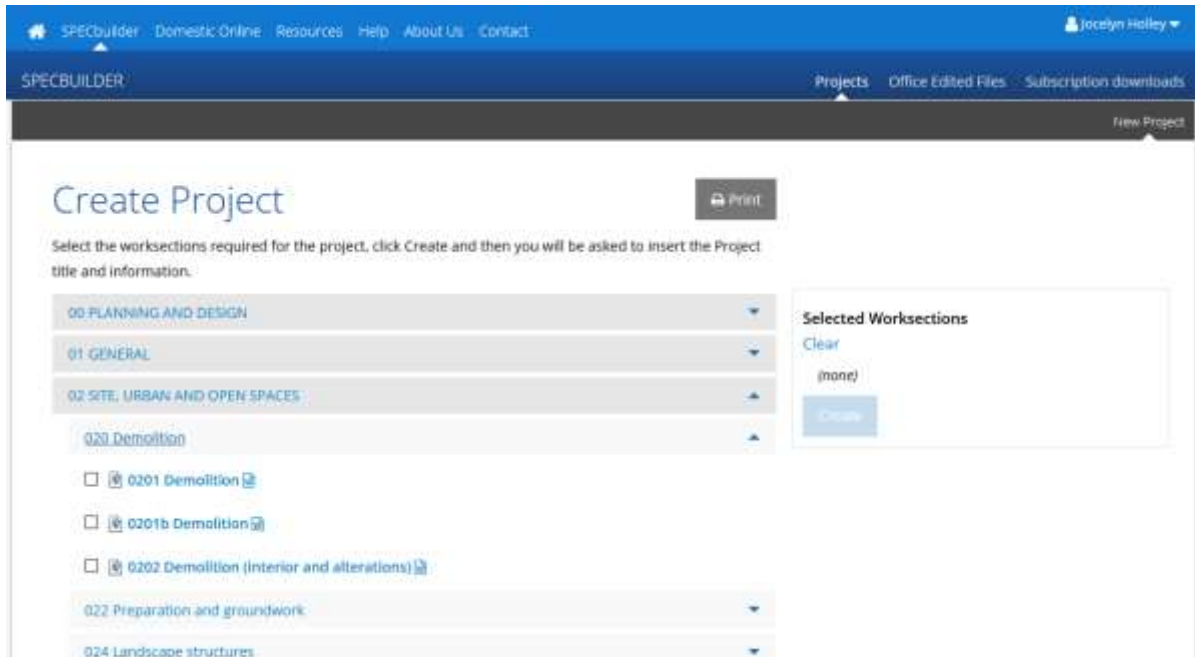 SPECbuilder Domestic Online Resources Help About Us Contact
Jocelyn Holley
SPECBUILDER
Projects Office Edited Files Subscription downloads
New Project
Create Project
Print
Select the worksections required for the project, click Create and then you will be asked to insert the Project
title and information.
00 PLANNING AND DESIGN
01 GENERAL
02 SITE, URBAN AND OPEN SPACES
020 Demolition
0201 Demolition
0201b Demolition
0202 Demolition (interior and alterations)
022 Preparation and groundwork
024 Landscape structures
Selected Worksections
Clear
(none)
Create